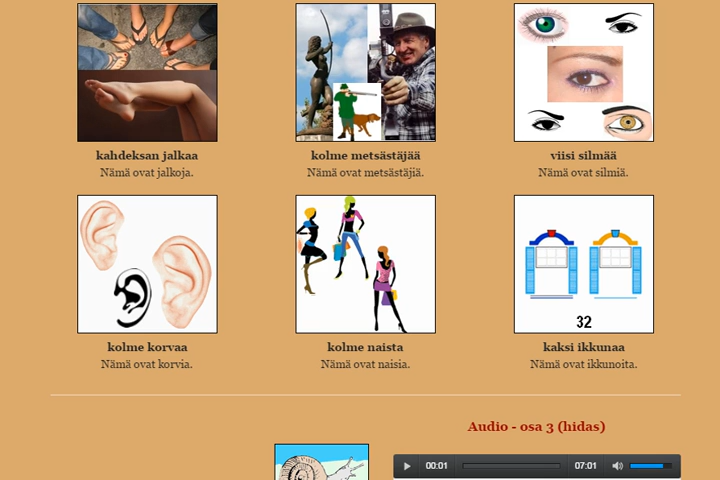 kahdeksan jalkaa
Nämä ovat jalkoja.
kolme metsästäjää
Nämä ovat metsästäjiä.
viisi silmää
Nämä ovat silmiä.
32
kolme korvaa
Nämä ovat korvia.
kolme naista
Nämä ovat naisia.
kaksi ikkunaa
Nämä ovat ikkunoita.
Audio - osa 3 (hidas)
00:01
07:01